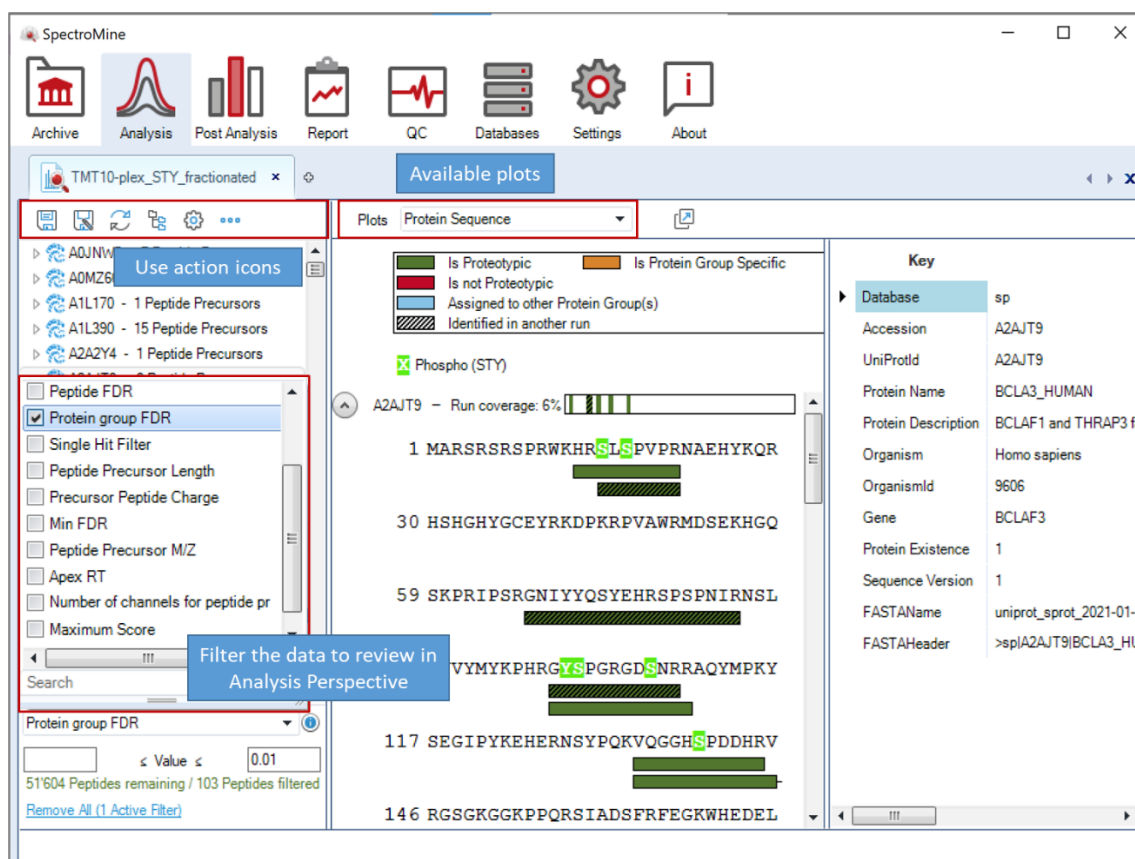 SpectroMine
Archive
Analysis
Post Analysis
Report
QC
Databases
Settings
About
TMT10-plex_STY_fractionated
Available plots
Plots
Protein Sequence
Use action icons
A0JNW
A0MZ6
A1L170 - 1 Peptide Precursors
A1L390 - 15 Peptide Precursors
A2A2Y4 - 1 Peptide Precursors
Peptide FDR
Protein group FDR
Single Hit Filter
Peptide Precursor Length
Precursor Peptide Charge
Min FDR
Peptide Precursor M/Z
Apex RT
Number of channels for peptide pr
Maximum Score
Search
Filter the data to review in
Analysis Perspective
Protein group FDR
≤ Value ≤ 0.01
51'604 Peptides remaining / 103 Peptides filtered
Remove All (1 Active Filter)
Is Proteotypic
Is Protein Group Specific
Is not Proteotypic
Assigned to other Protein Group(s)
Identified in another run
X Phospho (STY)
A2AJT9 – Run coverage: 6%
1 MARSRSRSPRWKHRSLSPVPRNAEHYKQR
30 HSHGHYGCEYRKDPKRPVAWRMDSEKHGQ
59 SKPRIPSRGNIYYQSYEHRSPSPNIRNSL
VYMYKPHRGYSPGRGDSNRRAQYMPKY
117 SEGIPYKEHERNSYPQKVQGGHSPDDHRV
146 RGSGKGGKPPQRSIADSFRFEGKWHEDEL
Key
Database sp
Accession A2AJT9
UniProtId A2AJT9
Protein Name BCLA3_HUMAN
Protein Description BCLAF1 and THRAP3 f
Organism Homo sapiens
OrganismId 9606
Gene BCLAF3
Protein Existence 1
Sequence Version 1
FASTAName uniprot_sprot_2021-01-
FASTAHeader >sp|A2AJT9|BCLA3_HU